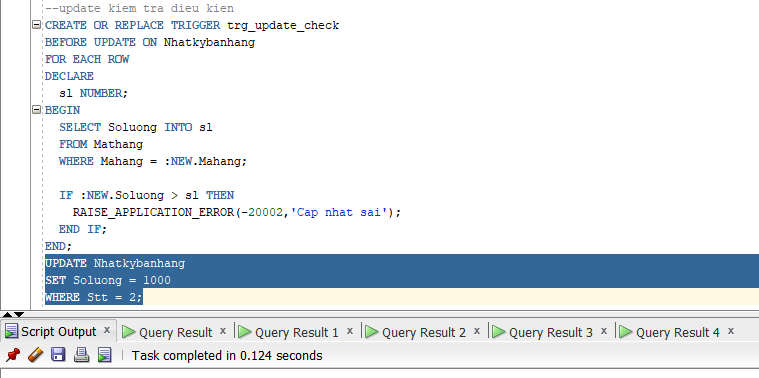 --update kiem tra dieu kien
CREATE OR REPLACE TRIGGER trg_update_check
BEFORE UPDATE ON Nhatkybanhang
FOR EACH ROW
DECLARE
  sl NUMBER;
BEGIN
  SELECT Soluong INTO sl
  FROM Mathang
  WHERE Mahang = :NEW.Mahang;

  IF :NEW.Soluong > sl THEN
    RAISE_APPLICATION_ERROR(-20002,'Cap nhat sai');
  END IF;
END;
UPDATE Nhatkybanhang
SET Soluong = 1000
WHERE Stt = 2;
Script Output x Query Result x Query Result 1 x Query Result 2 x Query Result 3 x Query Result 4 x
Task completed in 0.124 seconds